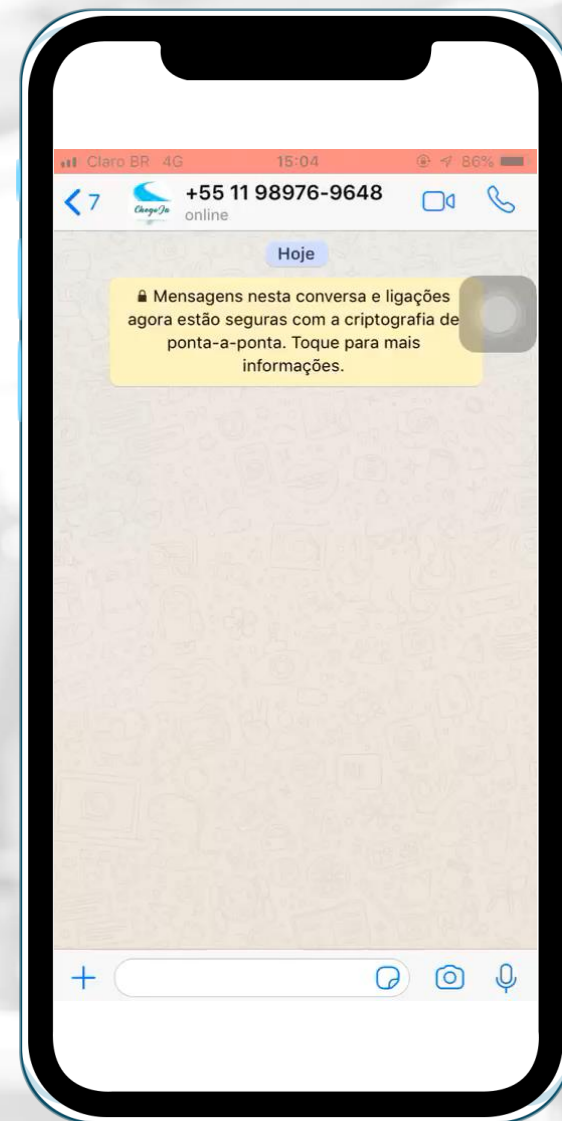 Claro BR 4G 15:04 86%
7 ChegoJa +55 11 98976-9648
online
Hoje
Mensagens nesta conversa e ligações
agora estão seguras com a criptografia de
ponta-a-ponta. Toque para mais
informações.